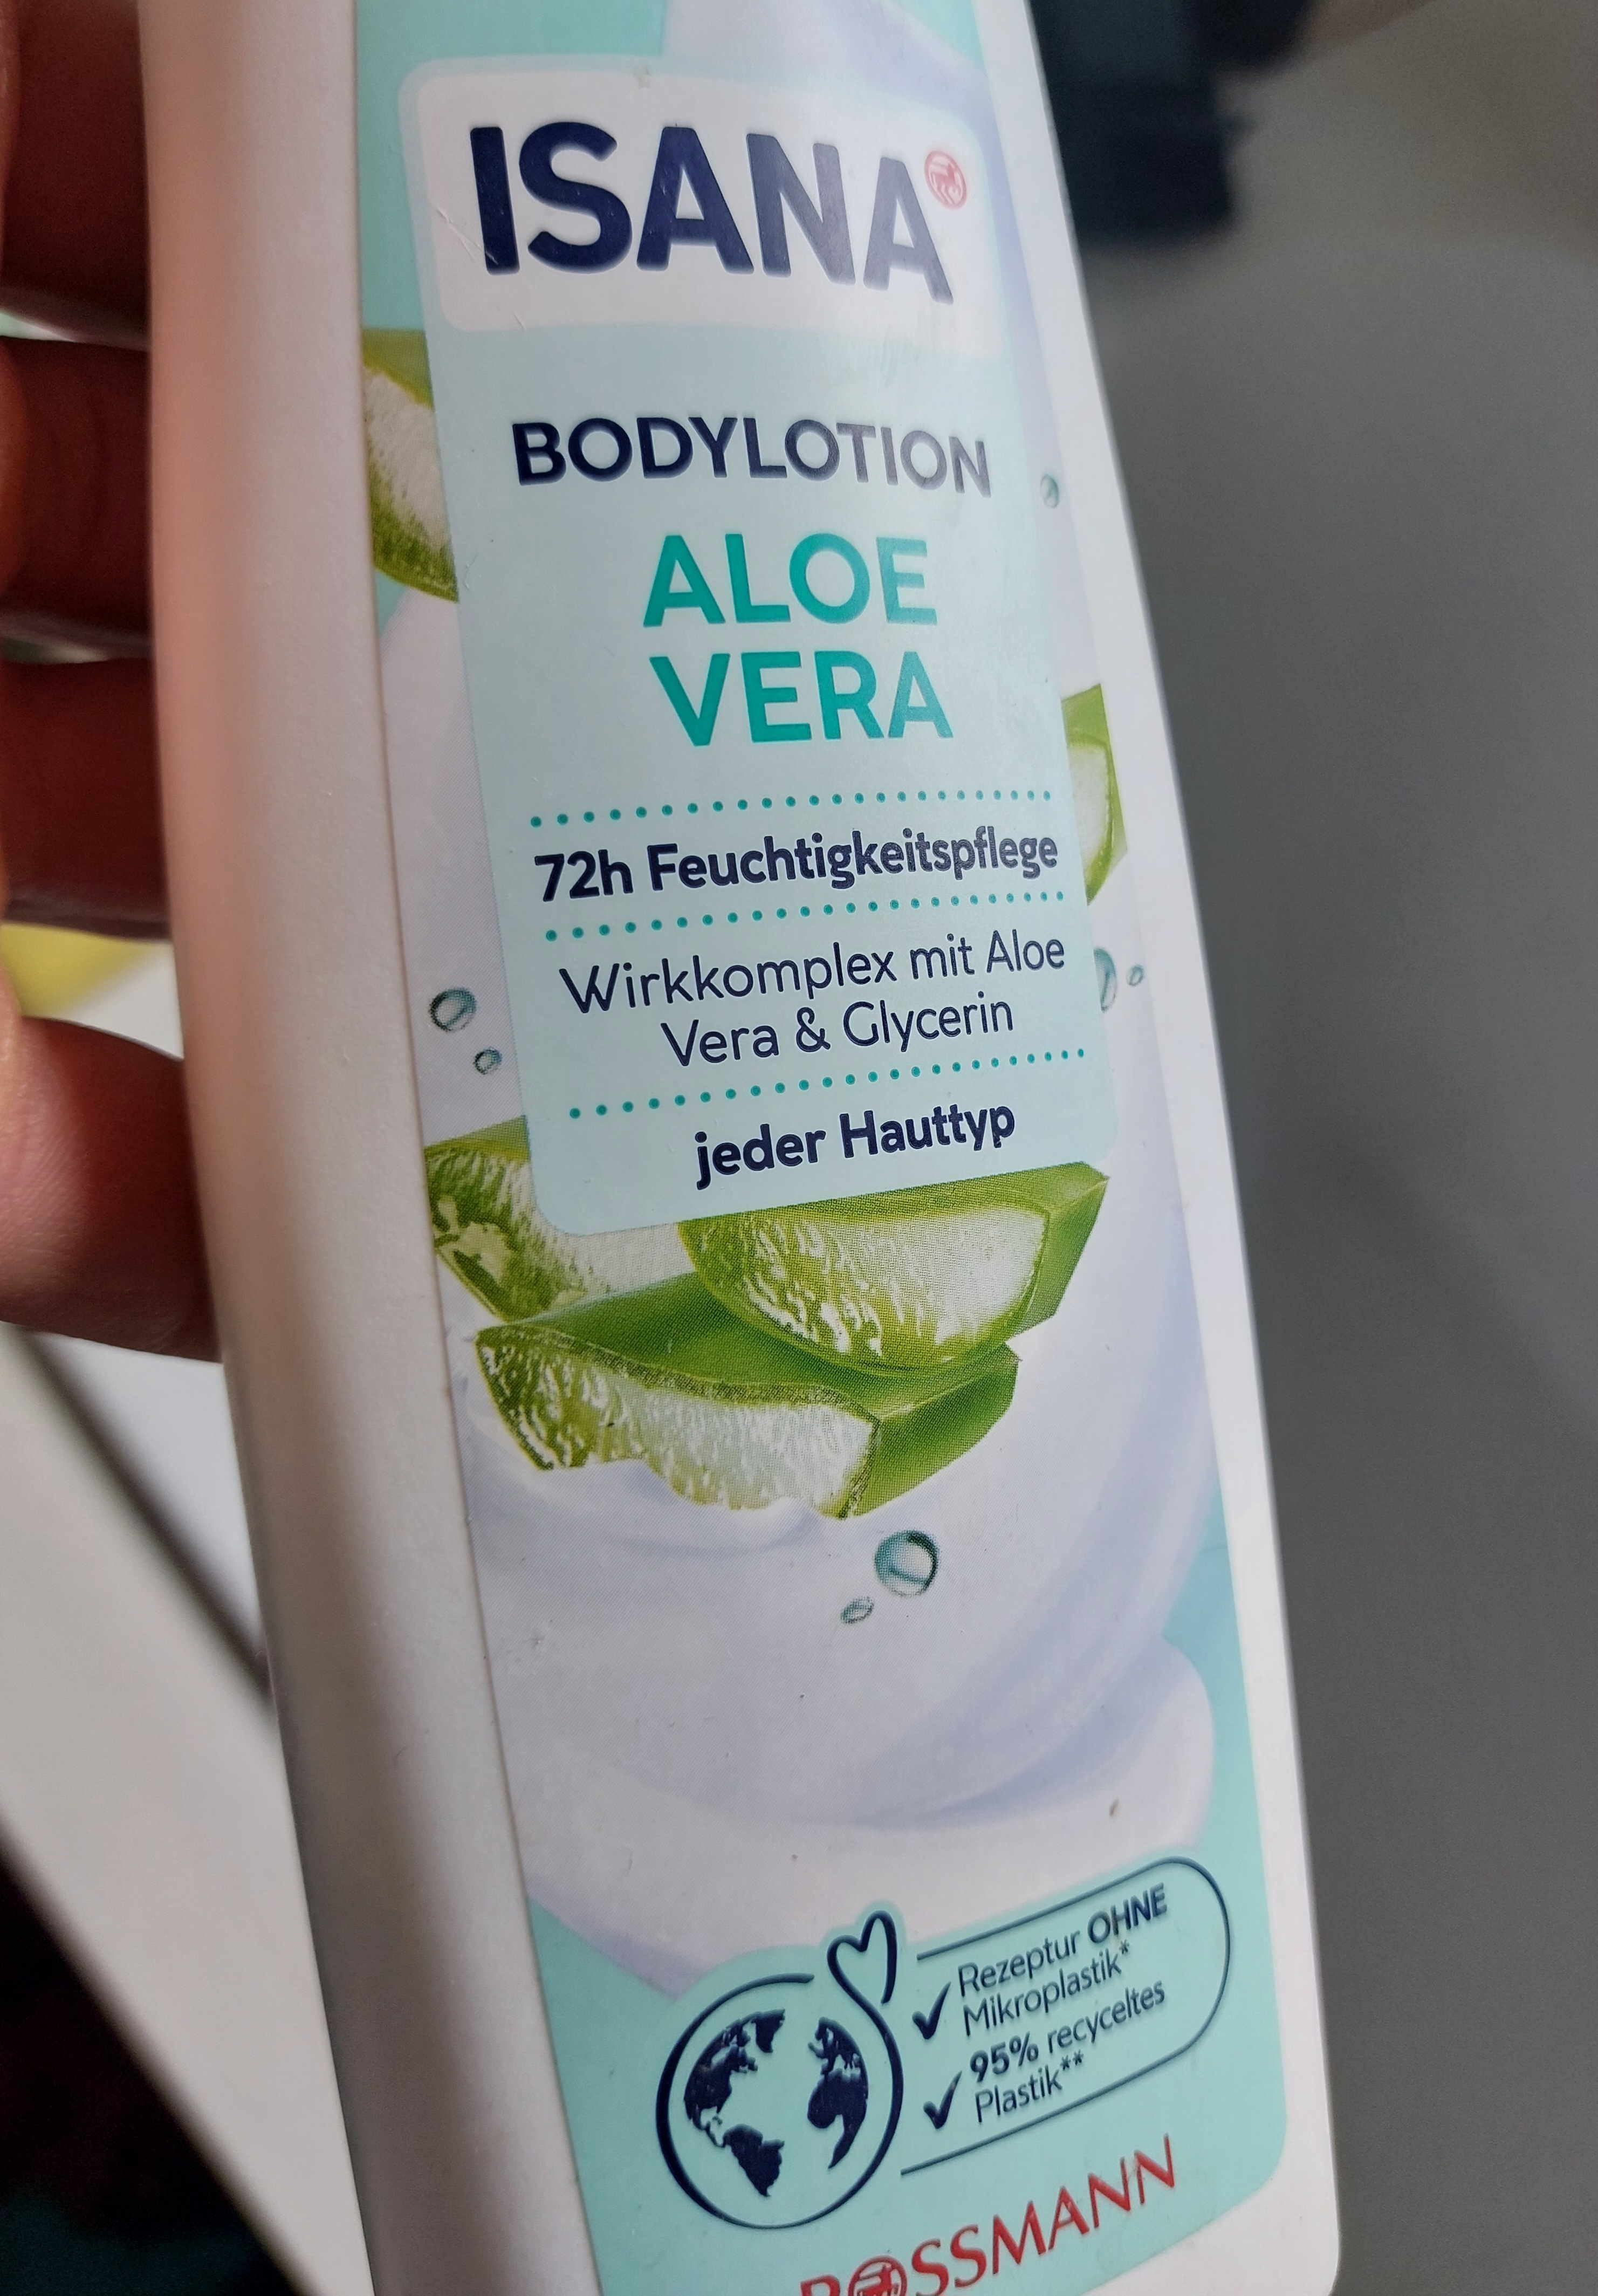 ISANA
BODYLOTION
ALOE
VERA
72h Feuchtigkeitspflege
Wirkkomplex mit Aloe
Vera & Glycerin
jeder Hauttyp
Rezeptur OHNE
Mikroplastik*
95% recyceltes
Plastik**
ROSSMANN